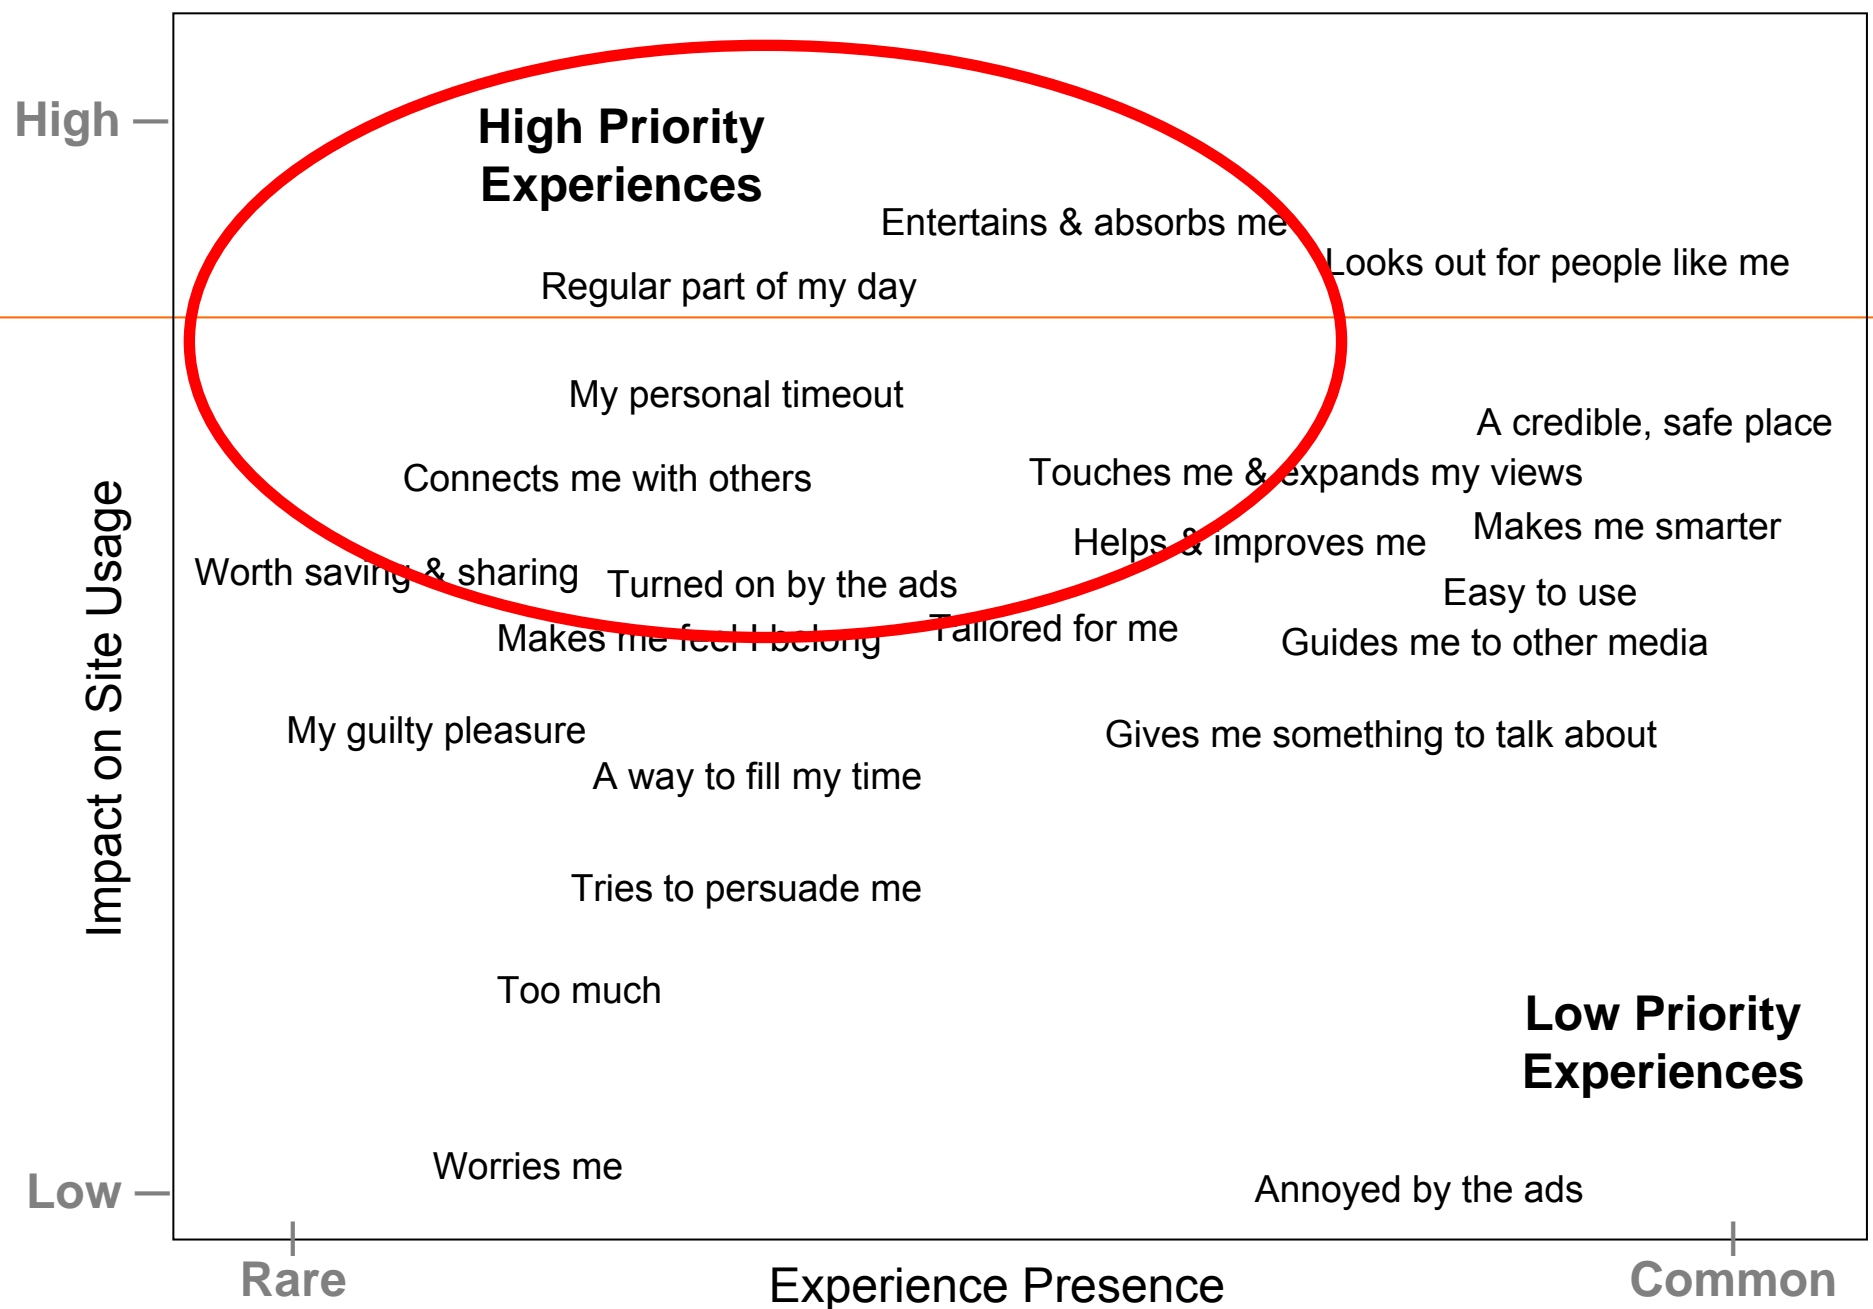 High
High Priority
Experiences
Entertains & absorbs me
Looks out for people like me
Regular part of my day
My personal timeout
A credible, safe place
Touches me & expands my views
Connects me with others
Makes me smarter
Helps & improves me
Worth saving & sharing
Turned on by the ads
Easy to use
Tailored for me
Makes me feel I belong
Guides me to other media
Impact on Site Usage
My guilty pleasure
Gives me something to talk about
A way to fill my time
Tries to persuade me
Too much
Low Priority
Experiences
Worries me
Annoyed by the ads
Low
Rare
Experience Presence
Common